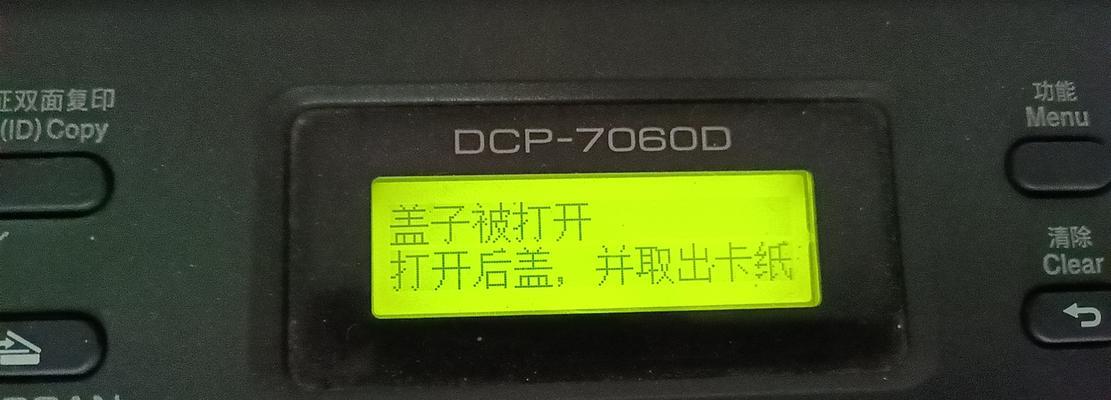 证双面复印
(ID) Copy
DCP-7060D
盖子被打开
打开后盖，并取出卡纸
功能
Menu
清除
Clear
SCAN